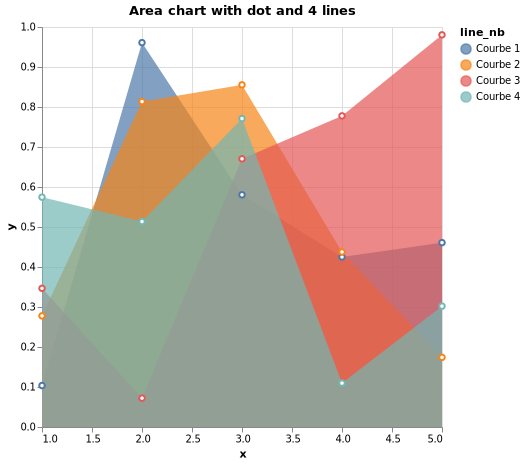 Area chart with dot and 4 lines
line_nb
Courbe 1
Courbe 2
Courbe 3
Courbe 4
1.0
0.9
0.8
0.7
0.6
0.5
0.4
0.3
0.2
0.1
0.0
y
1.0 1.5 2.0 2.5 3.0 3.5 4.0 4.5 5.0
x